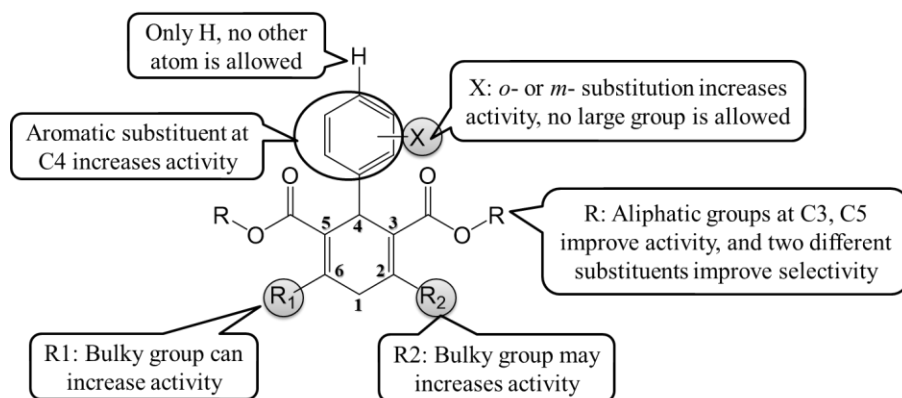 Only H, no other
atom is allowed
H
X: o- or m- substitution increases
activity, no large group is allowed
X
Aromatic substituent at
C4 increases activity
O
O
R
R
O
O
5
4
3
R: Aliphatic groups at C3, C5
improve activity, and two different
substituents improve selectivity
6
2
R1
1
R2
R1: Bulky group can
increase activity
R2: Bulky group may
increases activity